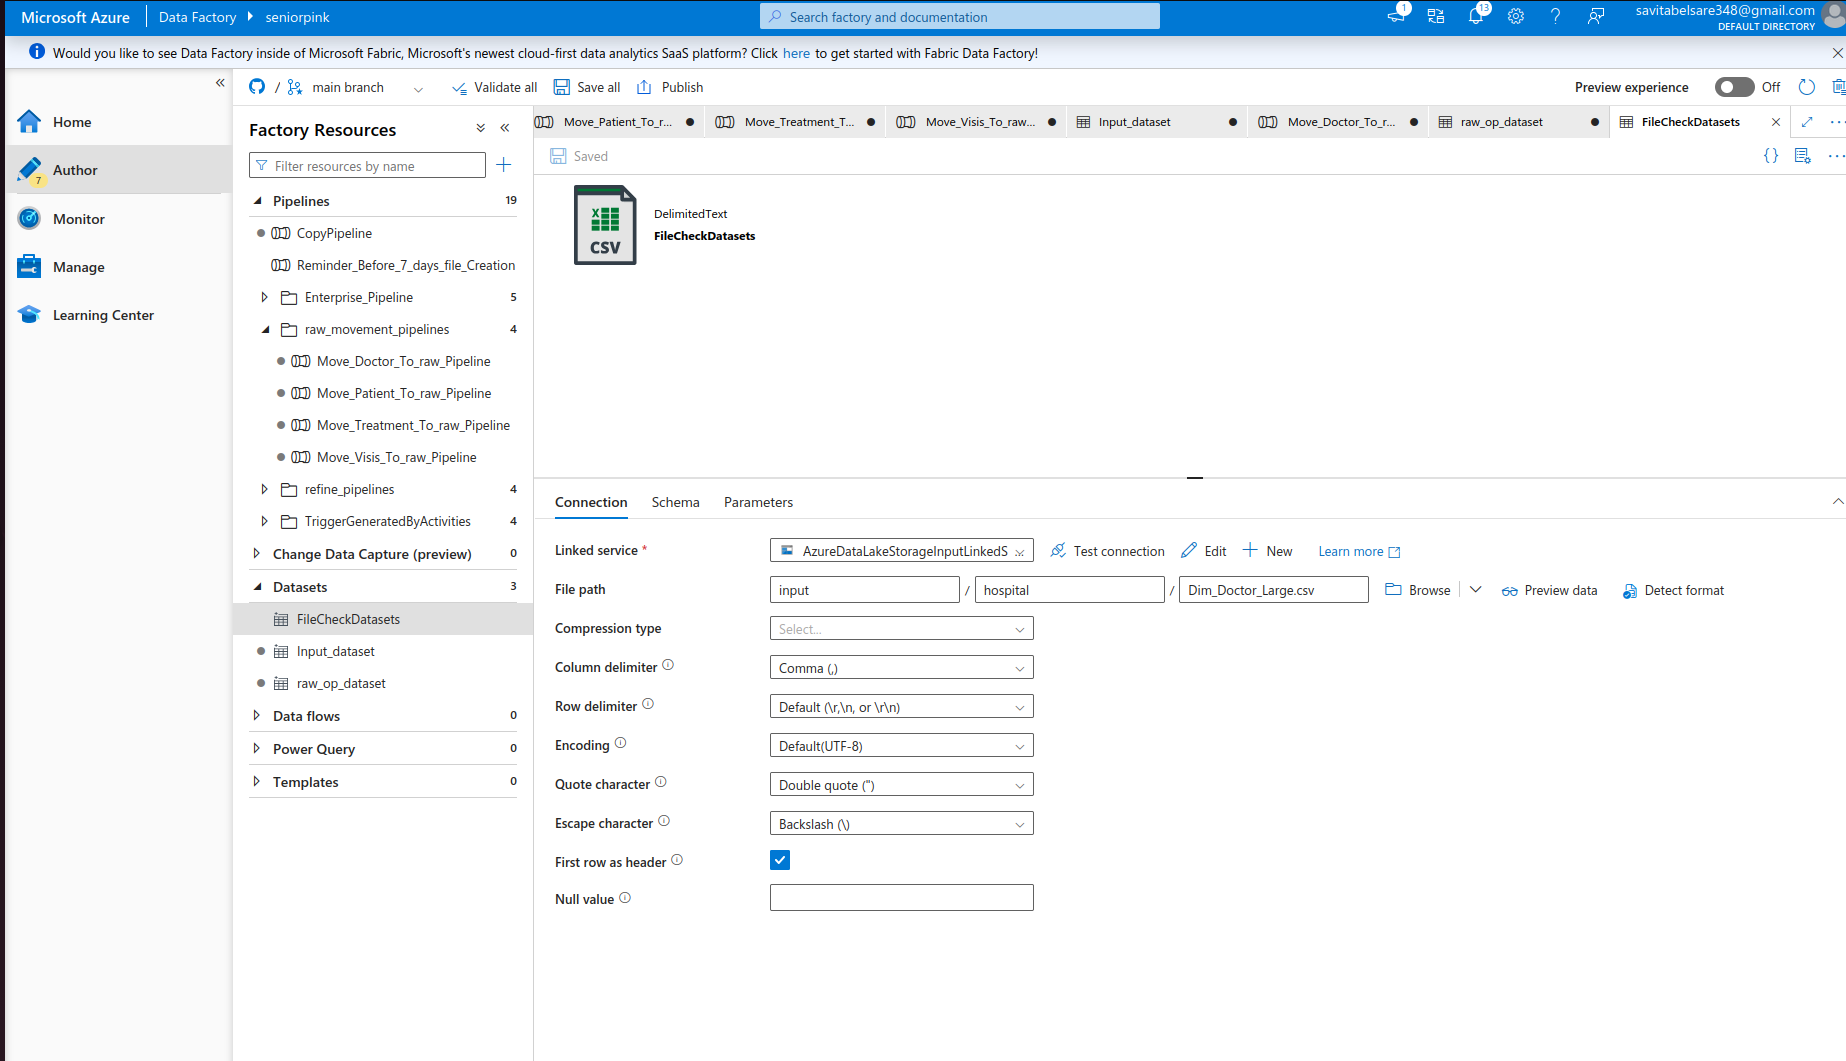 Microsoft Azure
Data Factory
seniorpink
Search factory and documentation
1
13
savitabelsare348@gmail.com
DEFAULT DIRECTORY
Would you like to see Data Factory inside of Microsoft Fabric, Microsoft's newest cloud-first data analytics SaaS platform? Click here to get started with Fabric Data Factory!
/ main branch
Validate all
Save all
Publish
Preview experience
Off
Home
Author
7
Monitor
Manage
Learning Center
Factory Resources
Filter resources by name
Pipelines 19
CopyPipeline
Reminder_Before_7_days_file_Creation
Enterprise_Pipeline 5
raw_movement_pipelines 4
Move_Doctor_To_raw_Pipeline
Move_Patient_To_raw_Pipeline
Move_Treatment_To_raw_Pipeline
Move_Visis_To_raw_Pipeline
refine_pipelines 4
TriggerGeneratedByActivities 4
Change Data Capture (preview) 0
Datasets 3
FileCheckDatasets
Input_dataset
raw_op_dataset
Data flows 0
Power Query 0
Templates 0
Move_Patient_To_r...
Move_Treatment_T...
Move_Visis_To_raw...
Input_dataset
Move_Doctor_To_r...
raw_op_dataset
FileCheckDatasets
Saved
{}
X
CSV
DelimitedText
FileCheckDatasets
Connection
Schema
Parameters
Linked service *
AzureDataLakeStorageInputLinkedS
Test connection
Edit
New
Learn more
File path
input / hospital / Dim_Doctor_Large.csv
Browse
Preview data
Detect format
Compression type
Select...
Column delimiter
Comma (,)
Row delimiter
Default (\r,\n, or \r\n)
Encoding
Default(UTF-8)
Quote character
Double quote (")
Escape character
Backslash (\)
First row as header
Null value